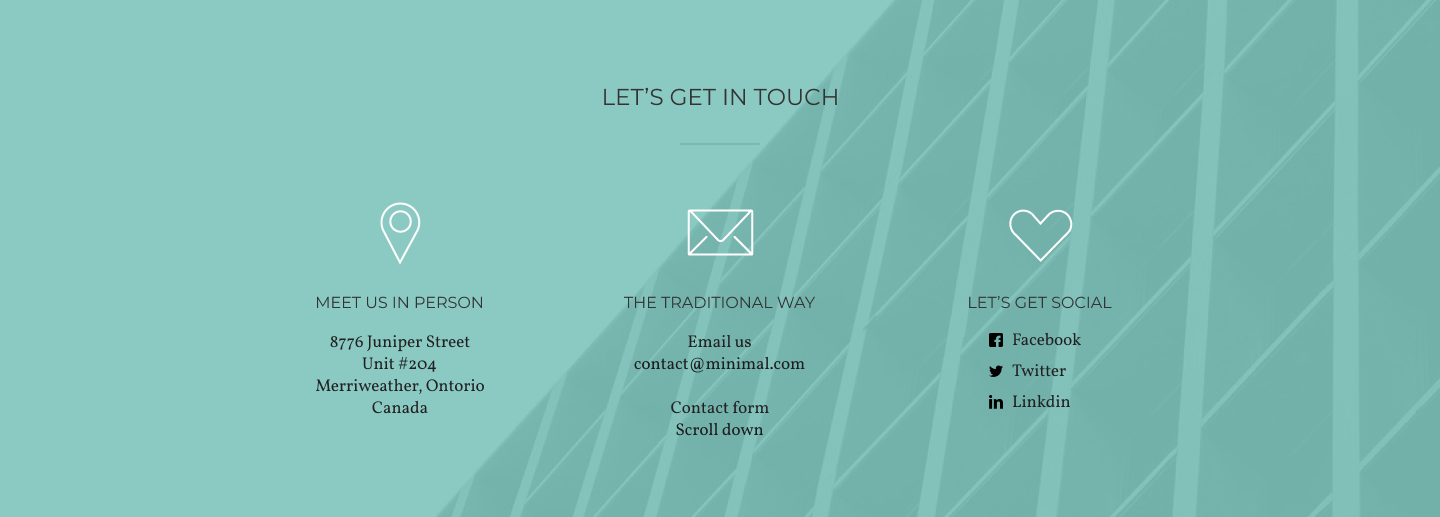 LET’S GET IN TOUCH
MEET US IN PERSON
8776 Juniper Street
Unit #204
Merriweather, Ontorio
Canada
THE TRADITIONAL WAY
Email us
contact@minimal.com
Contact form
Scroll down
LET’S GET SOCIAL
Facebook
Twitter
Linkdin